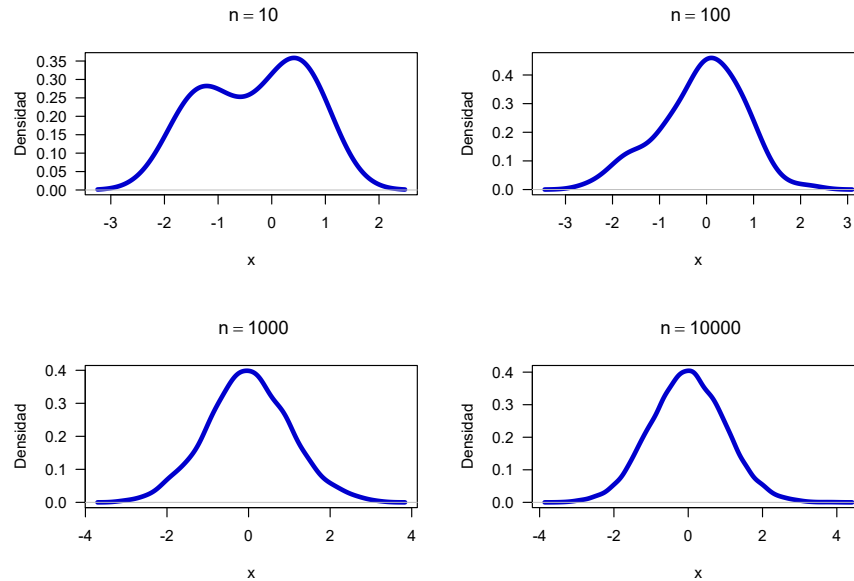 n = 10
Densidad
0.35
0.30
0.25
0.20
0.15
0.10
0.05
0.00
-3 -2 -1 0 1 2
x
n = 100
Densidad
0.4
0.3
0.2
0.1
0.0
-3 -2 -1 0 1 2 3
x
n = 1000
Densidad
0.4
0.3
0.2
0.1
0.0
-4 -2 0 2 4
x
n = 10000
Densidad
0.4
0.3
0.2
0.1
0.0
-4 -2 0 2 4
x